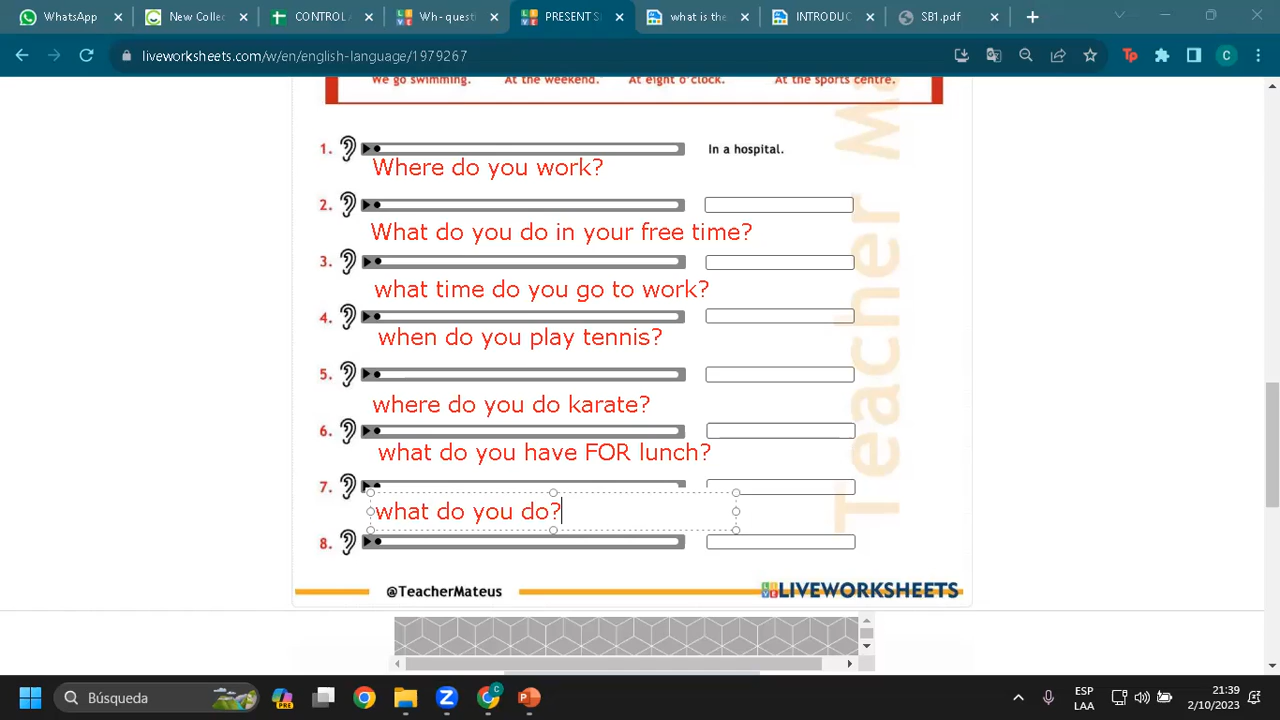 WhatsApp
New Collec
CONTROL A
Wh- questi
PRESENT S
what is the
INTRODUC
SB1.pdf
liveworksheets.com/w/en/english-language/1979267
We go swimming. At the weekend. At eight o'clock. At the sports centre.
1. In a hospital.
Where do you work?
2.
What do you do in your free time?
3.
what time do you go to work?
4.
when do you play tennis?
5.
where do you do karate?
6.
what do you have FOR lunch?
7.
what do you do?
8.
Teacher Ma
@TeacherMateus
LIVEWORKSHEETS
Búsqueda
PRE
ESP
LAA
21:39
2/10/2023